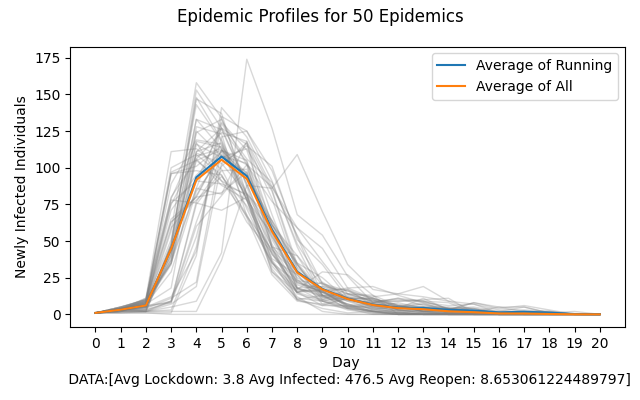 Epidemic Profiles for 50 Epidemics
Average of Running
Average of All
Newly Infected Individuals
175
150
125
100
75
50
25
0
0 1 2 3 4 5 6 7 8 9 10 11 12 13 14 15 16 17 18 19 20
Day
DATA:[Avg Lockdown: 3.8 Avg Infected: 476.5 Avg Reopen: 8.653061224489797]